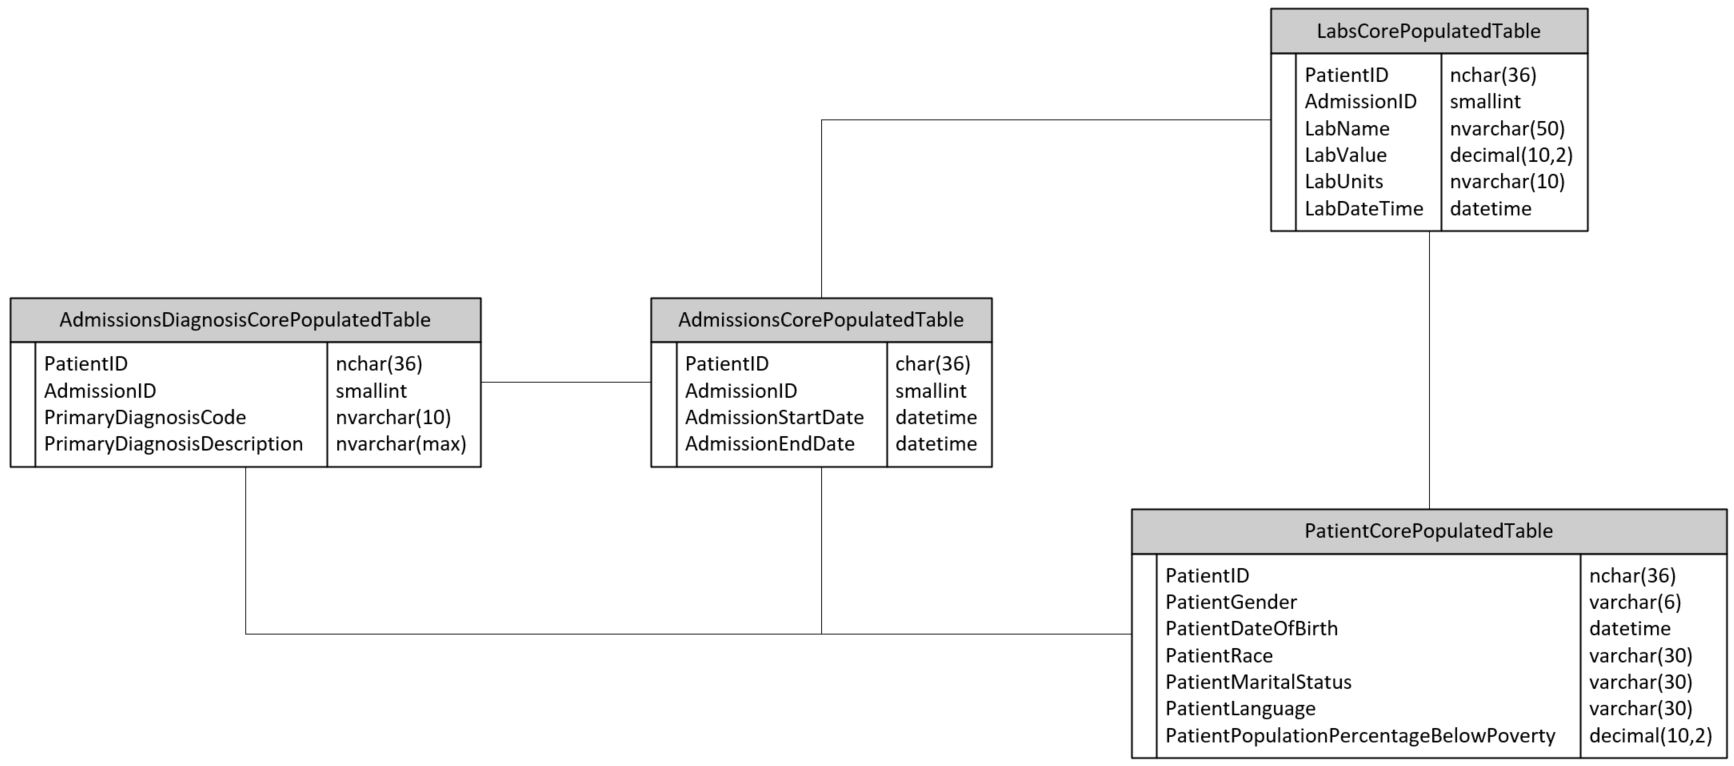 LabsCorePopulatedTable
PatientID nchar(36)
AdmissionID smallint
LabName nvarchar(50)
LabValue decimal(10,2)
LabUnits nvarchar(10)
LabDateTime datetime
AdmissionsDiagnosisCorePopulatedTable
PatientID nchar(36)
AdmissionID smallint
PrimaryDiagnosisCode nvarchar(10)
PrimaryDiagnosisDescription nvarchar(max)
AdmissionsCorePopulatedTable
PatientID char(36)
AdmissionID smallint
AdmissionStartDate datetime
AdmissionEndDate datetime
PatientCorePopulatedTable
PatientID nchar(36)
PatientGender varchar(6)
PatientDateOfBirth datetime
PatientRace varchar(30)
PatientMaritalStatus varchar(30)
PatientLanguage varchar(30)
PatientPopulationPercentageBelowPoverty decimal(10,2)